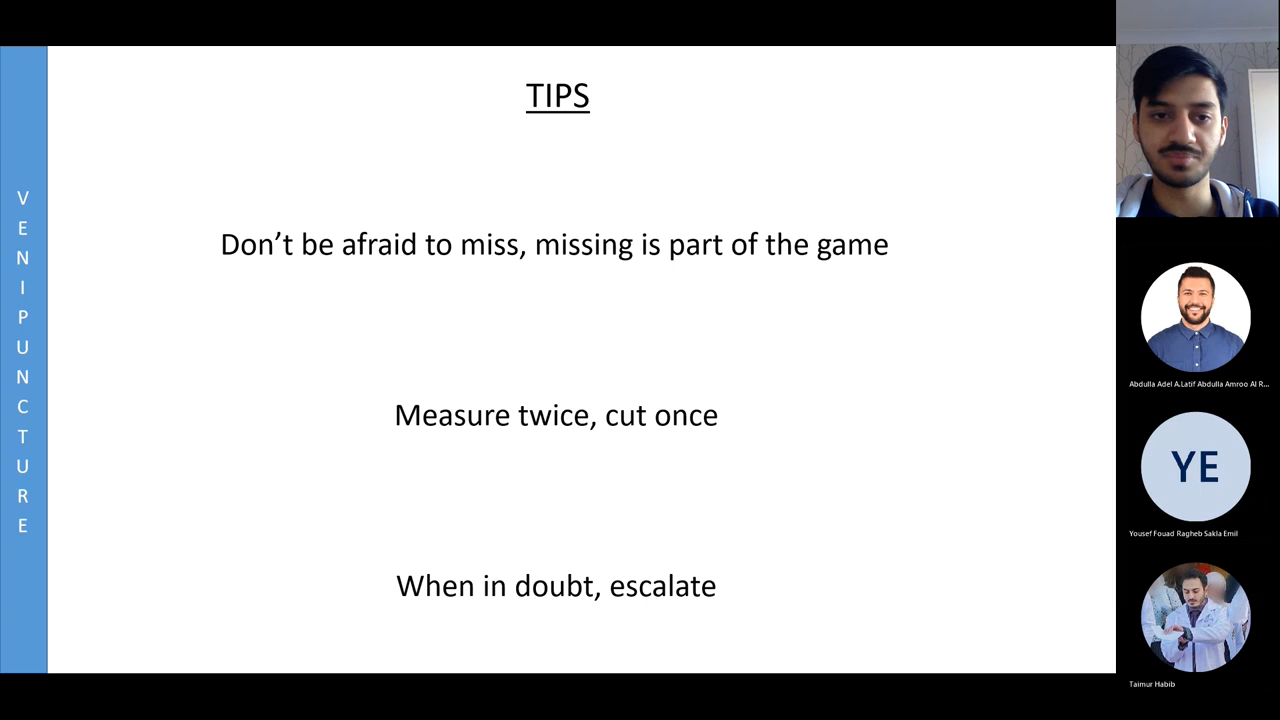 VENIPUNCTURE
TIPS
Don’t be afraid to miss, missing is part of the game
Measure twice, cut once
When in doubt, escalate
Abdulla Adel A.Latif Abdulla Amroo Al R...
YE
Yousef Fouad Ragheb Sakla Emil
Taimur Habib